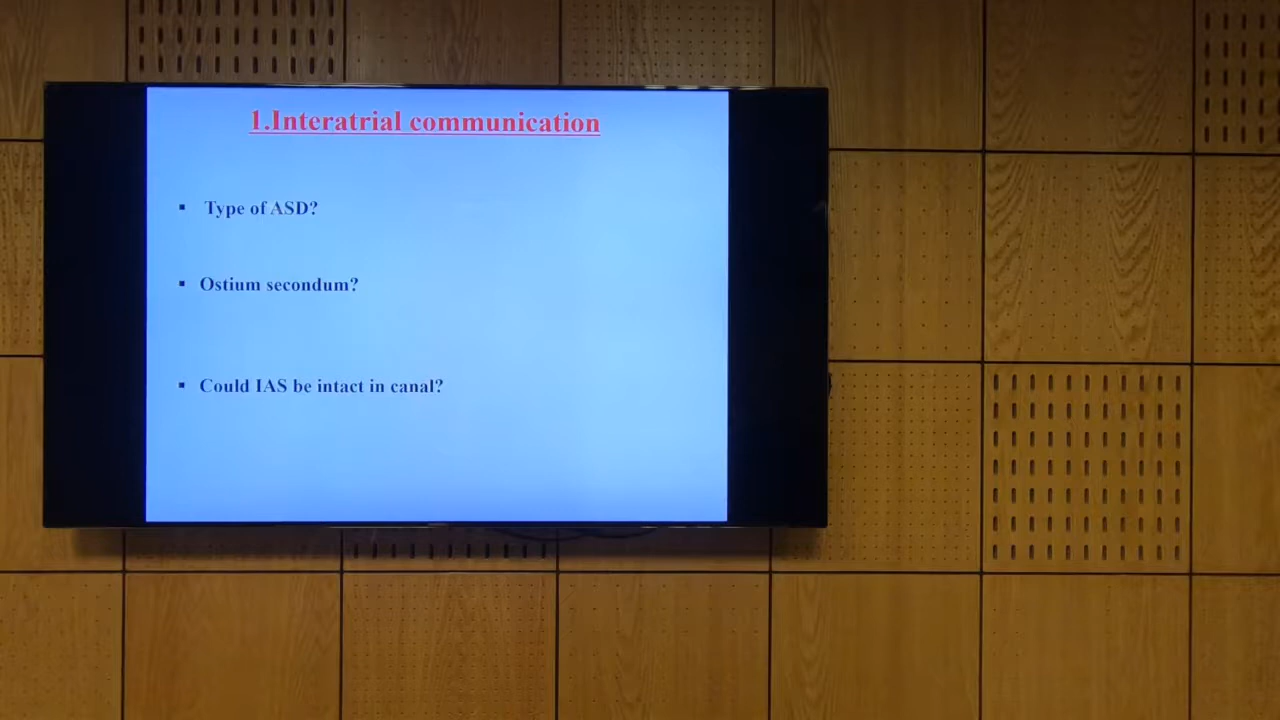 1.Interatrial communication
▪ Type of ASD?
▪ Ostium secondum?
▪ Could IAS be intact in canal?